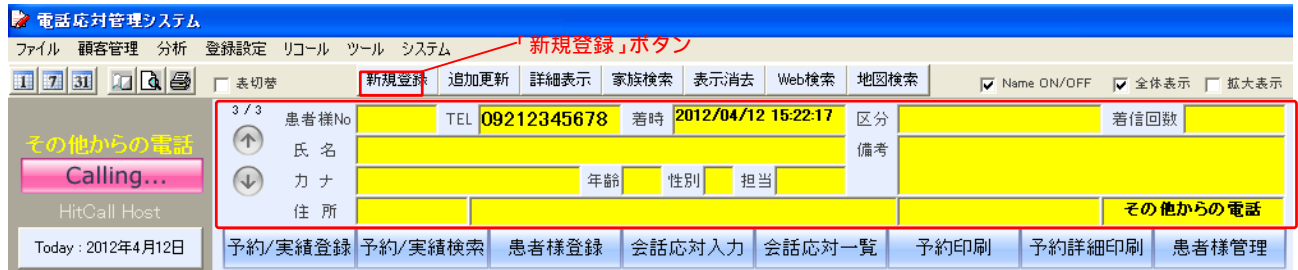 電話応対管理システム
ファイル 顧客管理 分析 登録設定 リコール ツール システム
「新規登録」ボタン
1 7 31 表切替 新規登録 追加更新 詳細表示 家族検索 表示消去 Web検索 地図検索 Name ON/OFF 全体表示 拡大表示
3/3 患者様No TEL 09212345678 着時 2012/04/12 15:22:17 区分 着信回数
その他からの電話 氏 名 備考
Calling... カ ナ 年齢 性別 担当
HitCall Host 住 所 その他からの電話
Today : 2012年4月12日 予約/実績登録 予約/実績検索 患者様登録 会話応対入力 会話応対一覧 予約印刷 予約詳細印刷 患者様管理